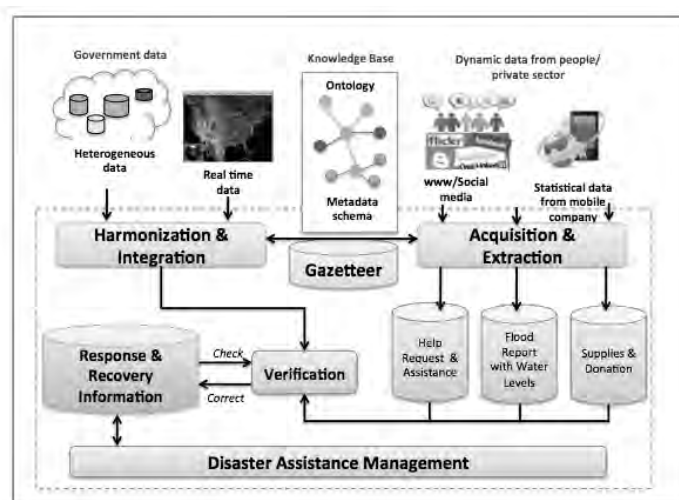 Government data
Knowledge Base
Dynamic data from people/
private sector
Ontology
flickr
Heterogeneous
data
Real time
data
Metadata
schema
www/Social
media
Statistical data
from mobile
company
Harmonization &
Integration
Gazetteer
Acquisition &
Extraction
Response &
Recovery
Information
Check
Correct
Verification
Help
Request &
Assistance
Flood
Report
with Water
Levels
Supplies &
Donation
Disaster Assistance Management